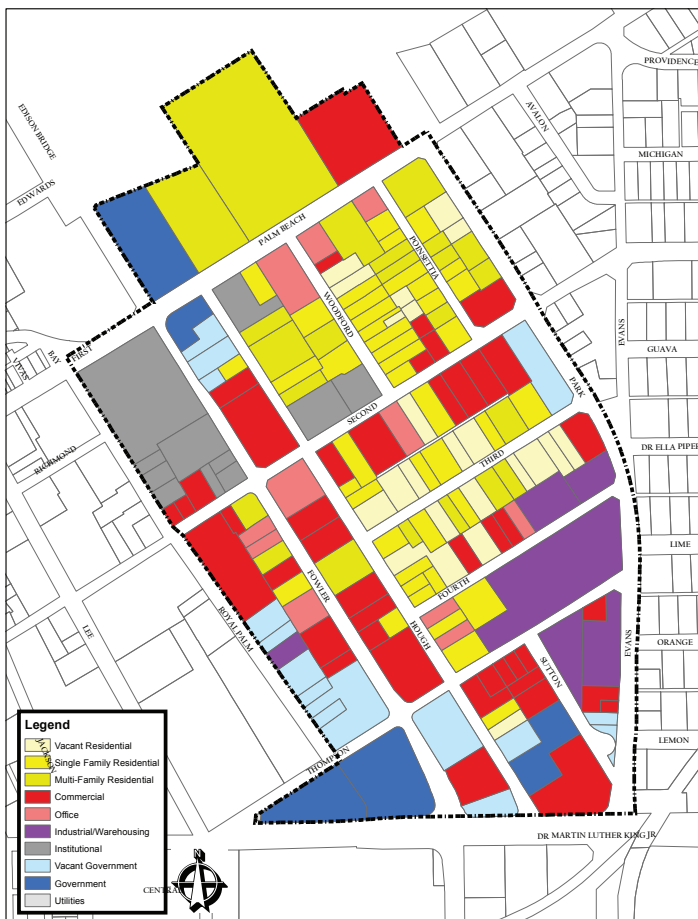 PROVIDENCE
EDISON BRIDGE
AVALON
MICHIGAN
EDWARDS
PALM BEACH
POINSETTIA
WOODFORD
EVANS
FIRST
BAY
VIVAS
GUAVA
PARK
SECOND
RICHMOND
DR ELLA PIPER
THIRD
LIME
FOURTH
FOWLER
ROYAL PALM
HOUGH
LEE
ORANGE
EVANS
SUTTON
LEMON
THOMPSON
JACKSON
Legend
Vacant Residential
Single Family Residential
Multi-Family Residential
Commercial
Office
Industrial/Warehousing
Institutional
Vacant Government
Government
Utilities
DR MARTIN LUTHER KING JR
CENTRAL
N